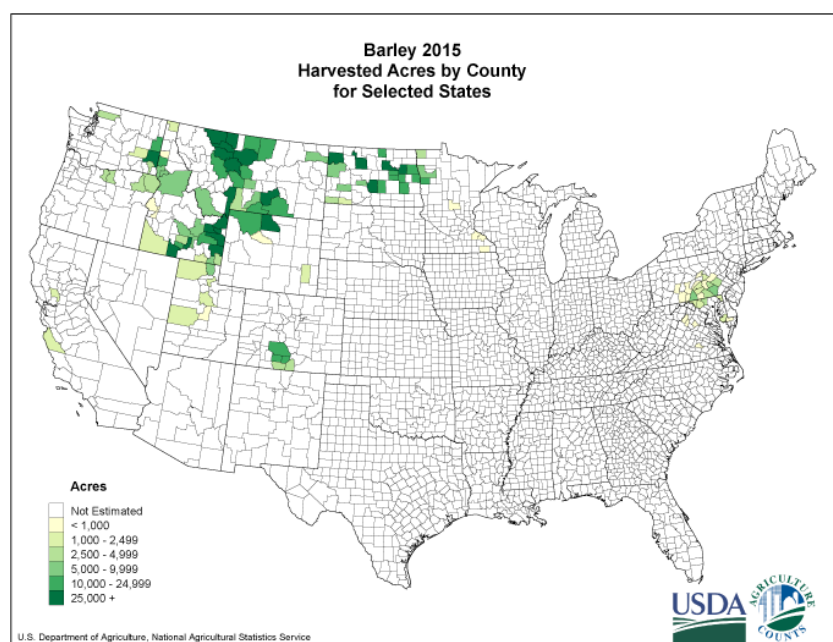 Barley 2015
Harvested Acres by County
for Selected States
Acres
Not Estimated
< 1,000
1,000 - 2,499
2,500 - 4,999
5,000 - 9,999
10,000 - 24,999
25,000 +
USDA
AGRICULTURE
COUNTS
U.S. Department of Agriculture, National Agricultural Statistics Service